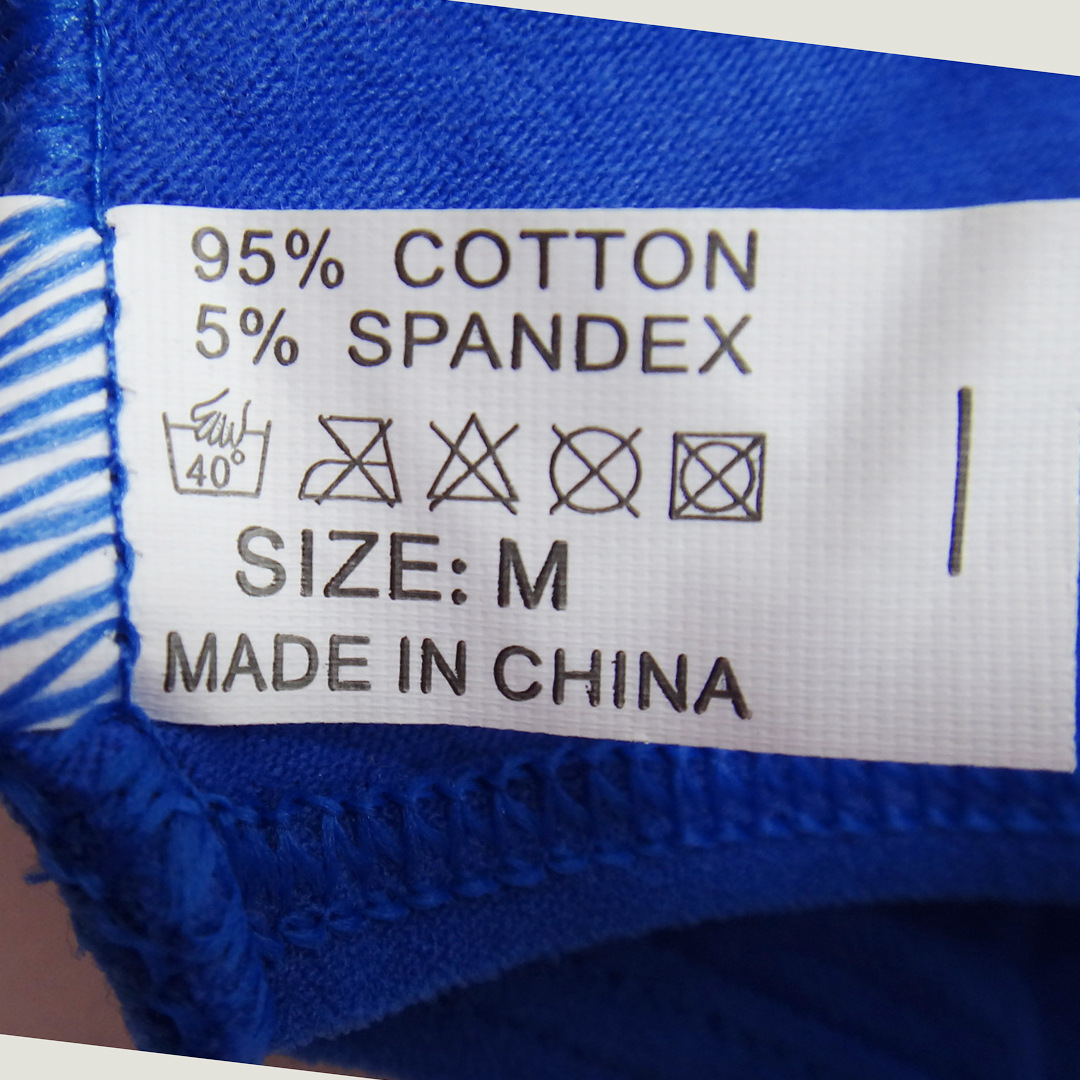 95% COTTON
5% SPANDEX
40°
SIZE: M
MADE IN CHINA